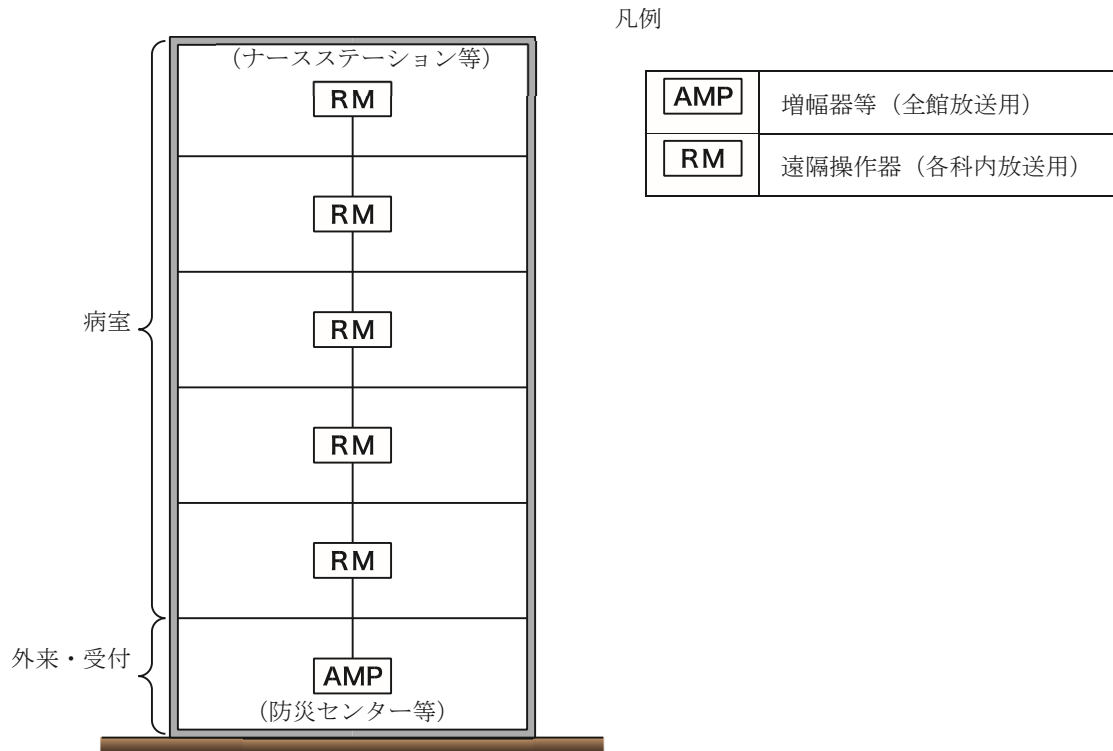 凡例
AMP 増幅器等(全館放送用)
RM 遠隔操作器(各科内放送用)
(ナースステーション等)
RM
RM
RM
RM
RM
病室
外来・受付
AMP
(防災センター等)